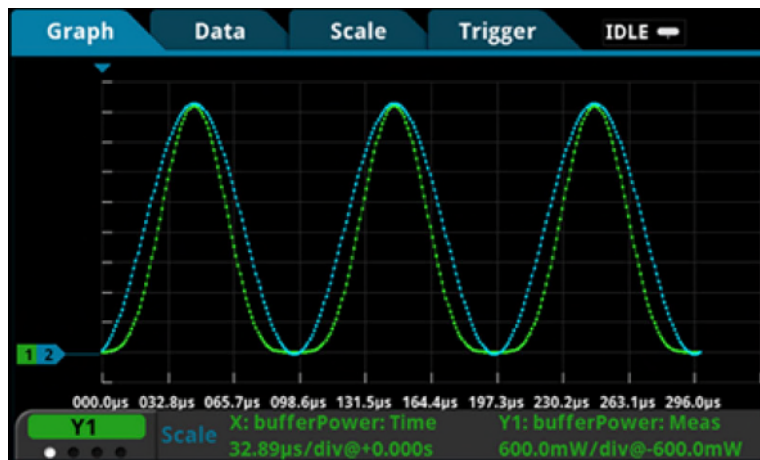 Graph Data Scale Trigger IDLE
1 2
000.0µs 032.8µs 065.7µs 098.6µs 131.5µs 164.4µs 197.3µs 230.2µs 263.1µs 296.0µs
Y1 Scale X: bufferPower: Time Y1: bufferPower: Meas
32.89µs/div@+0.000s 600.0mW/div@-600.0mW